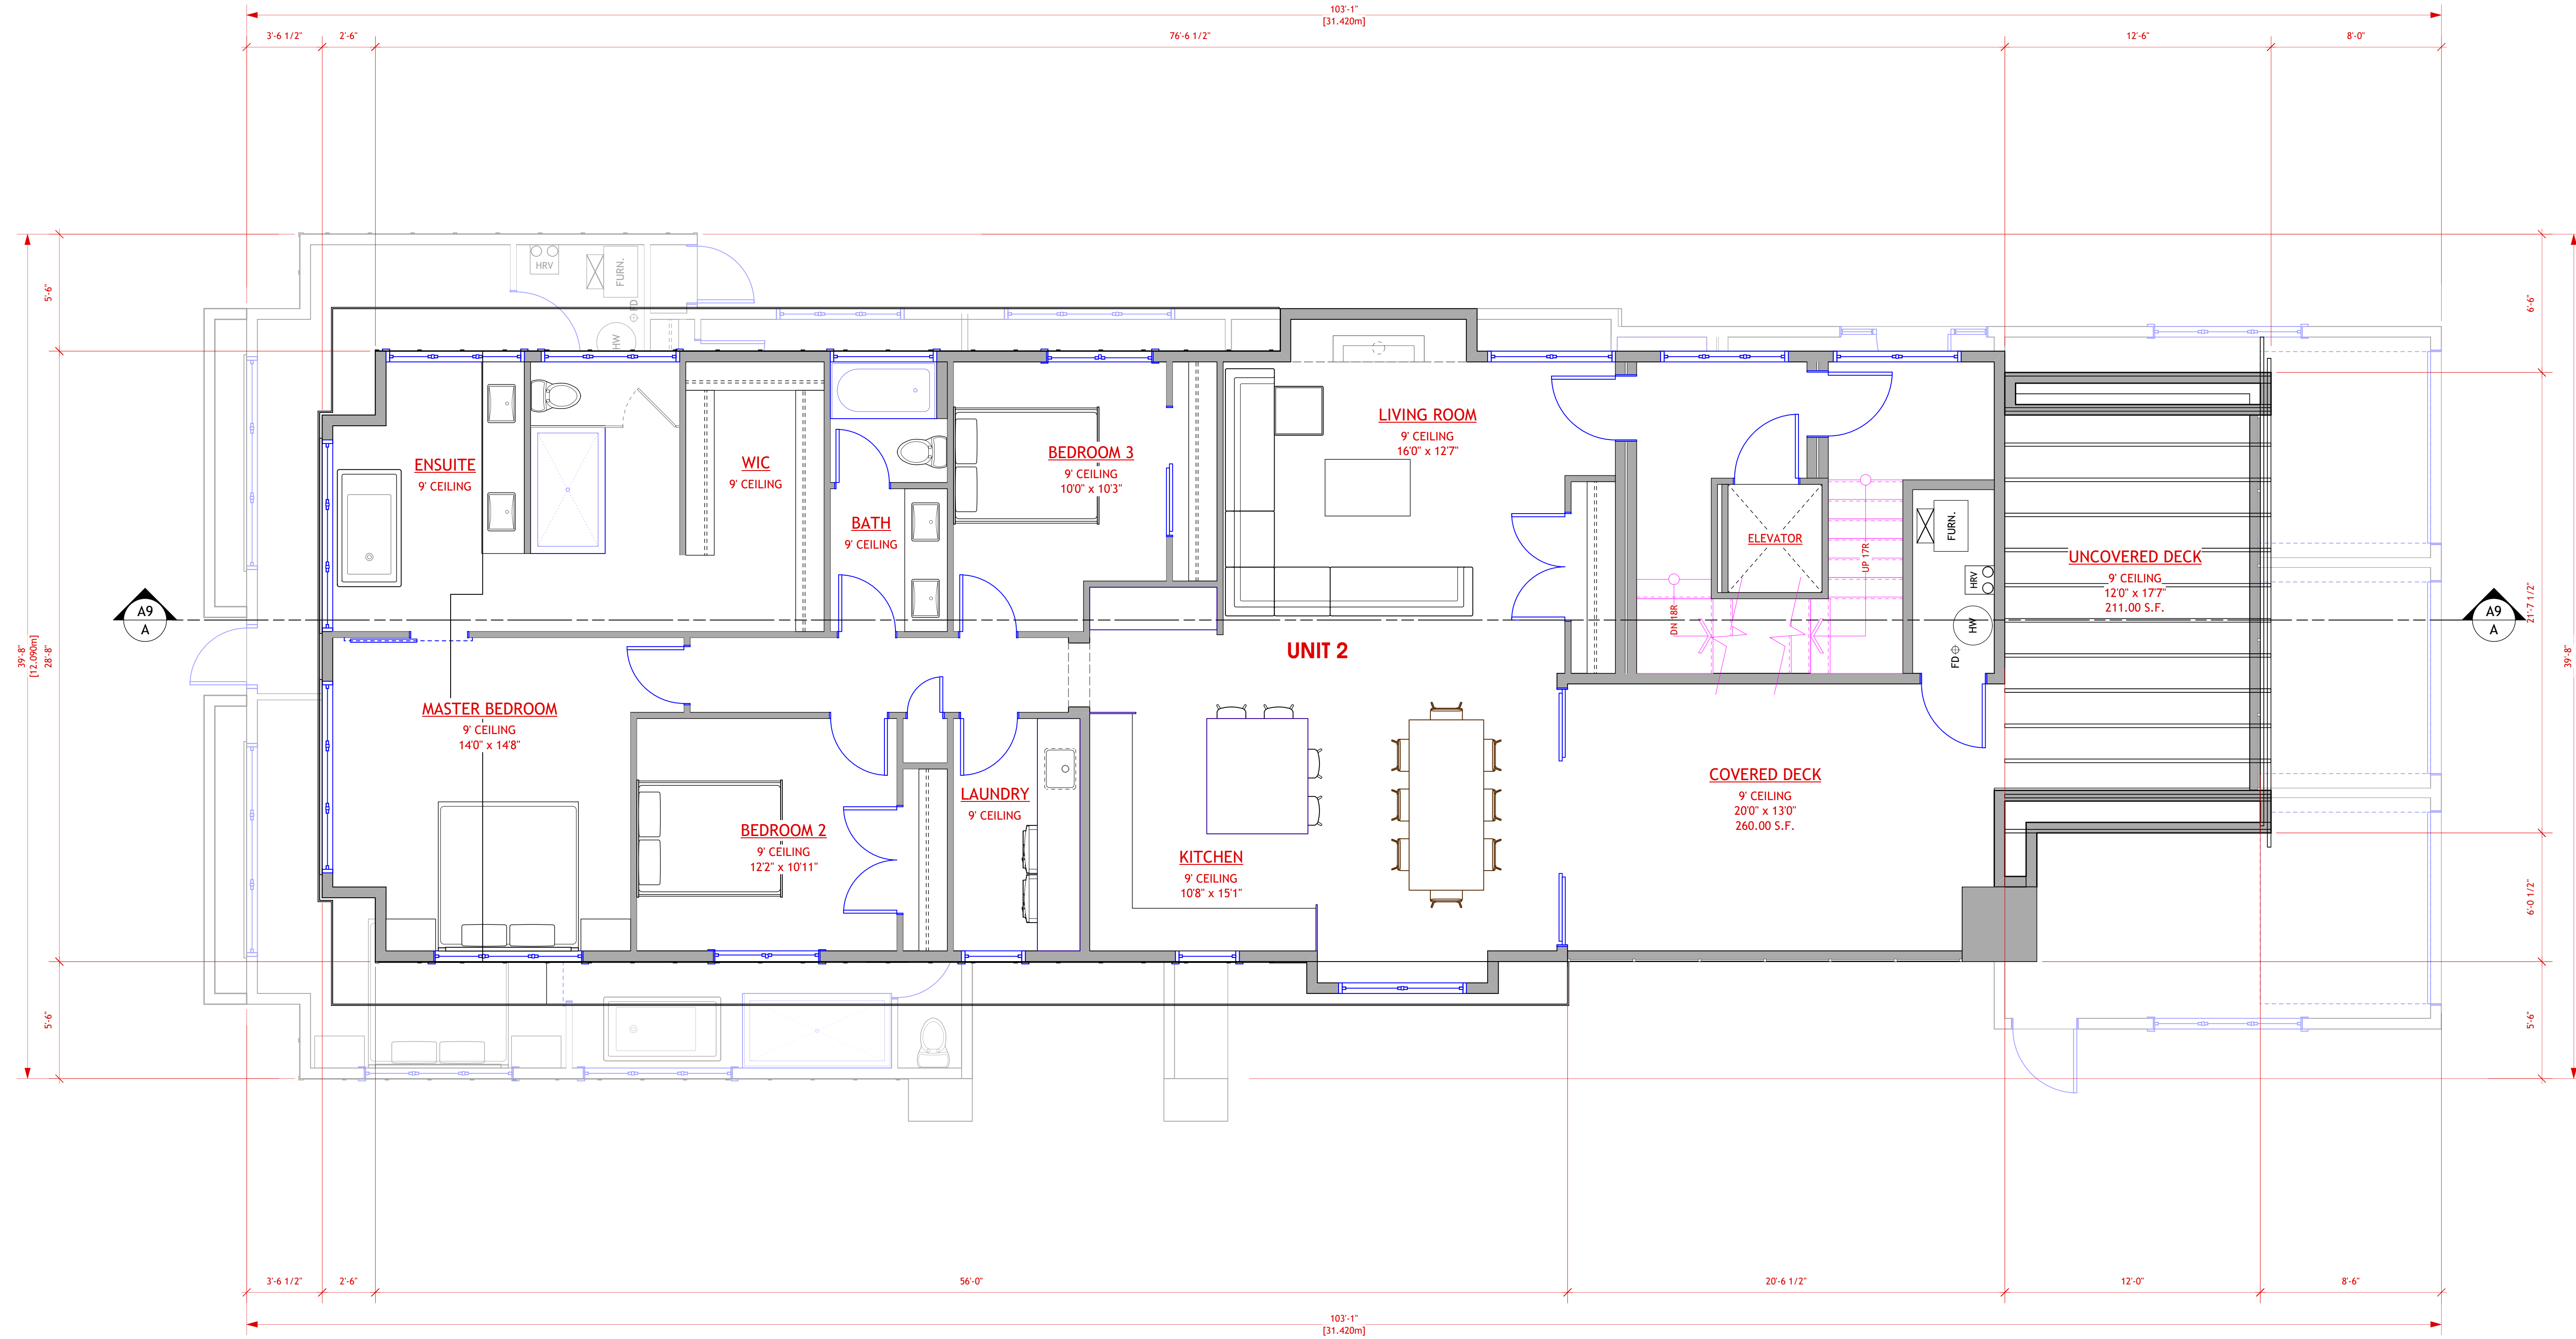 103'-1"
[31.420m]
3'-6 1/2"
2'-6"
76'-6 1/2"
12'-6"
8'-0"
5'-6"
28'-8"
5'-6"
39'-8"
[12.090m]
6'-6"
21'-7 1/2"
6'-0 1/2"
5'-6"
39'-8"
HRV
FURN.
FD
HW
ENSUITE
9' CEILING
WIC
9' CEILING
BATH
9' CEILING
BEDROOM 3
9' CEILING
10'0" x 10'3"
LIVING ROOM
9' CEILING
16'0" x 12'7"
ELEVATOR
DN 18R
UP 17R
FURN.
HRV
HW
FD
UNCOVERED DECK
9' CEILING
12'0" x 17'7"
211.00 S.F.
A9
A
A9
A
UNIT 2
MASTER BEDROOM
9' CEILING
14'0" x 14'8"
BEDROOM 2
9' CEILING
12'2" x 10'11"
LAUNDRY
9' CEILING
KITCHEN
9' CEILING
10'8" x 15'1"
COVERED DECK
9' CEILING
20'0" x 13'0"
260.00 S.F.
3'-6 1/2"
2'-6"
56'-0"
20'-6 1/2"
12'-0"
8'-6"
103'-1"
[31.420m]